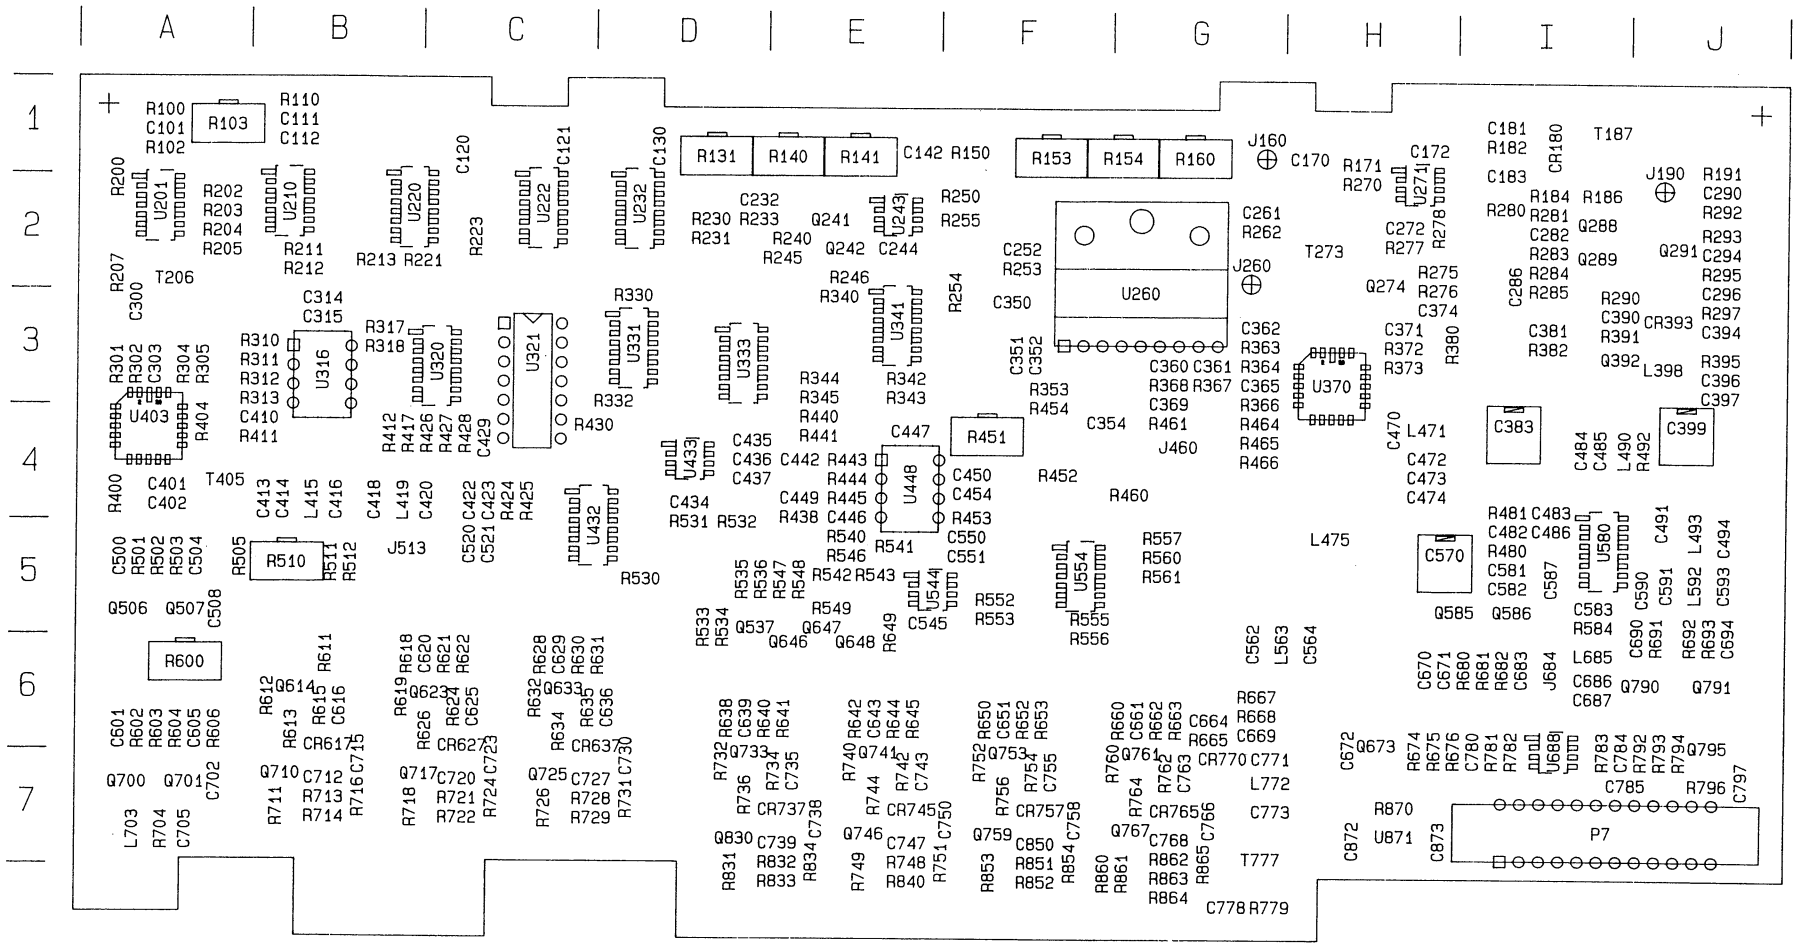 A B C D E F G H I J
1
R100 R110
C101 R103 C111
R102 C112
C120 C121 C130
R131 R140 R141 C142 R150 R153 R154 R160 J160
C170 R171 C172
C181 R182 CR180 T187
2
R200 U201 R202 R203 R204 R205
U210 R211 R212 R213 U220 R221
R223 U222 U232
R230 R231 C232 R233
R240 R245 Q241 Q242 U243 C244 R246
R250 R255 C252 R253 R254
C261 R262 J260 U260
R270 U271 C272 R277 R278
T273 Q274 R275 R276
C183 R184 R186 J190 R191
R280 R281 C282 R283 R284 R285 C286
Q288 Q289 R290 Q291
C290 R292 R293 C294 R295 C296 R297
R207 T206
3
C300 R301 R302 C303 R304 R305
R310 R311 R312 R313 C314 C315 U316 R317 R318
U320 U321 R330 U331 R332 U333
R340 U341 R342 R343 R344 R345
C350 C351 C352 R353 C354
C360 C361 C362 R363 R364 C365 R366 R367 R368 C369
U370 C371 R372 R373 C374 R380
C381 R382 C390 R391 Q392 CR393 C394 R395 C396 C397 L398
C383 C399
4
U403 R404 R400 C401 C402 T405
C410 R411 R412 C413 C414 L415 C416 R417 C418 L419
C420 C422 C423 R424 R425 R426 R427 R428 C429 R430
U432 U433 C434 C435 C436 C437 R438
R440 R441 C442 R443 R444 R445 C446 C447 U448 C449
C450 R451 R452 R453 C454 R454
J460 R460 R461 R464 R465 R466
C470 L471 C472 C473 C474 L475
R480 R481 C482 C483 C484 C485 C486
L490 C491 R492 L493 C494
5
C500 R501 R502 R503 C504 R505 Q506 Q507 C508
R510 R511 R512 J513
C520 C521
R530 R531 R532 R533 R534 R535 R536 Q537
R540 R541 R542 R543 U544 C545 R546 R547 R548 R549
C550 C551 R552 R553 U554 R555 R556 R557
R560 R561 C562 L563 C564
C570 U580 C581 C582 C583 R584 Q585 Q586 C587
C590 C591 L592 C593
6
R600 C601 R602 R603 R604 C605 R606
R611 R612 R613 Q614 R615 C616 CR617 R618 R619
C620 R621 R622 Q623 R624 C625 R626 CR627 R628 C629
R630 R631 R632 Q633 R634 R635 C636 CR637 R638 C639
R640 R641 R642 C643 R644 R645 Q646 Q647 Q648 R649
R650 C651 R652 R653
R660 C661 R662 R663 C664 R665 R667 R668 C669
C670 C671 C672 Q673 R674 R675 R676
R680 R681 R682 C683 J684 L685 C686 C687 U688
C690 R691 R692 R693 C694
7
Q700 Q701 C702 L703 R704 C705
Q710 R711 C712 R713 R714 C715 R716 Q717 R718
C720 R721 R722 C723 R724 Q725 R726 C727 R728 R729
C730 R731 R732 Q733 R734 C735 R736 CR737 C738 C739
R740 Q741 R742 C743 R744 CR745 Q746 C747 R748 R749
C750 R751 R752 Q753 R754 C755 R756 CR757 C758 Q759
R760 Q761 R762 C763 R764 CR765 C766 Q767 C768
CR770 C771 L772 C773 T777 C778 R779
C780 R781 R782 R783 C784 C785
Q790 Q791 R792 R793 R794 Q795 R796 C797
Q830 R831 R832 R833 R834 R840
C850 R851 R852 R853 R854
R860 R861 R862 R863 R864 R865
R870 U871 C872 C873
P7